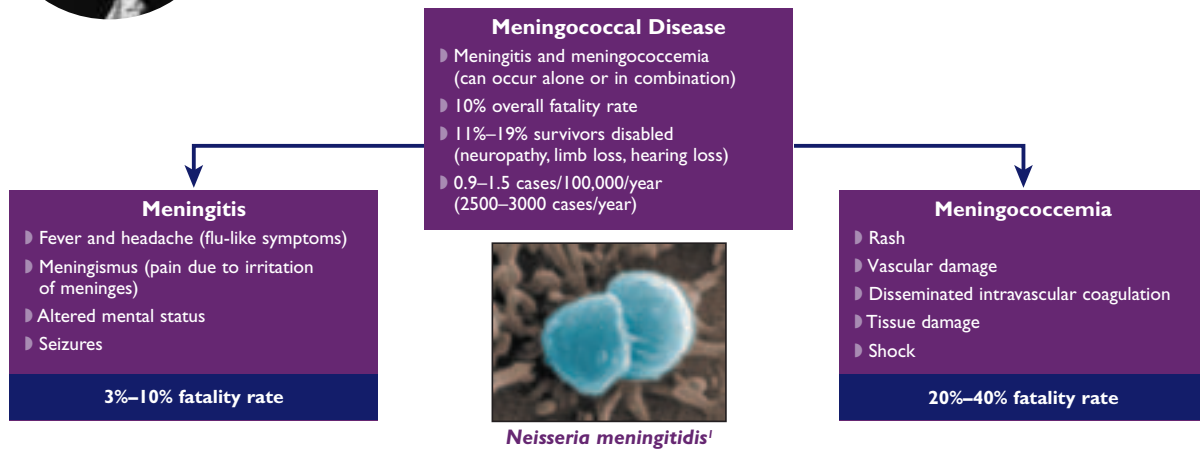 Meningococcal Disease
Meningitis and meningococcemia
(can occur alone or in combination)
10% overall fatality rate
11%–19% survivors disabled
(neuropathy, limb loss, hearing loss)
0.9–1.5 cases/100,000/year
(2500–3000 cases/year)
Meningitis
Fever and headache (flu-like symptoms)
Meningismus (pain due to irritation
of meninges)
Altered mental status
Seizures
3%–10% fatality rate
Neisseria meningitidis¹
Meningococcemia
Rash
Vascular damage
Disseminated intravascular coagulation
Tissue damage
Shock
20%–40% fatality rate